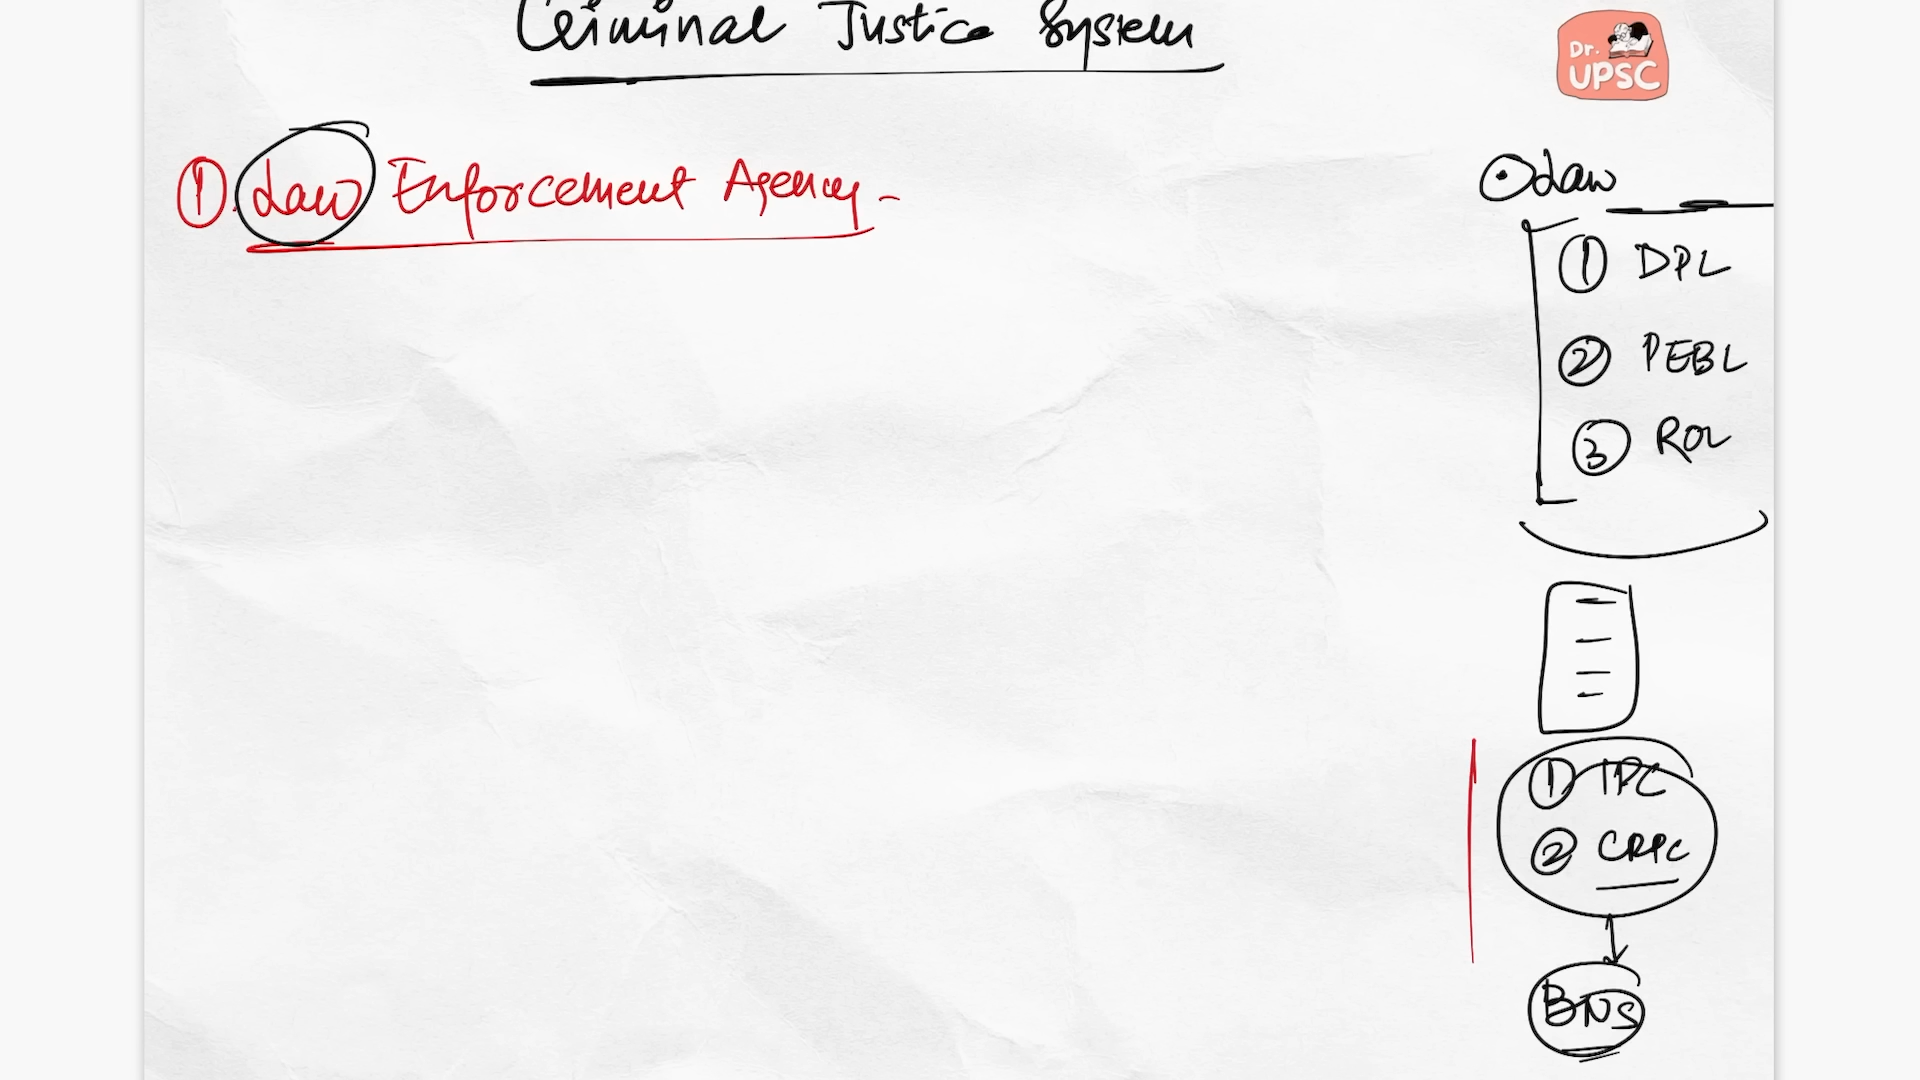 Criminal Justice System
Dr.
UPSC
① Law Enforcement Agency -
Law
① DPL
② PEBL
③ ROL
① IPC
② CRPC
BNS